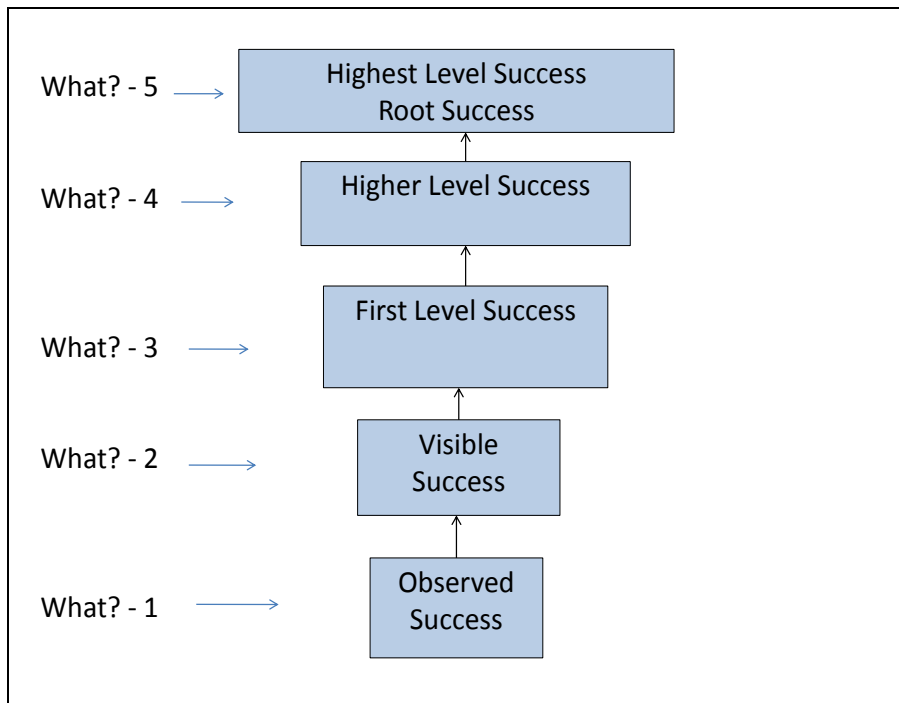 What? - 5
Highest Level Success
Root Success
What? - 4
Higher Level Success
What? - 3
First Level Success
What? - 2
Visible
Success
What? - 1
Observed
Success